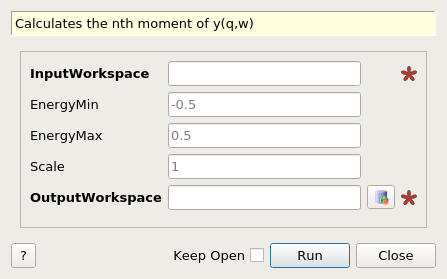 Calculates the nth moment of y(q,w)
InputWorkspace
EnergyMin -0.5
EnergyMax 0.5
Scale 1
OutputWorkspace
? Keep Open Run Close